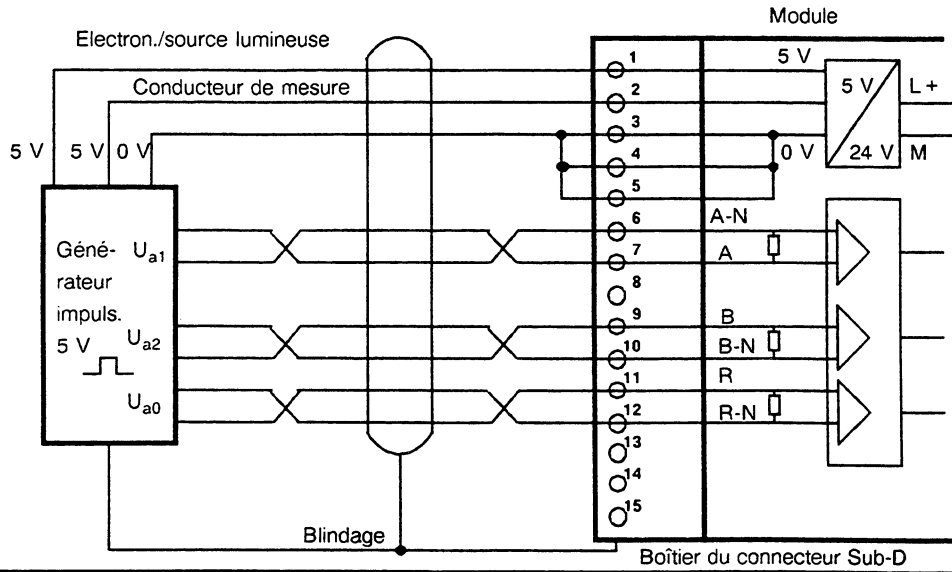 Module
Electron./source lumineuse
Conducteur de mesure
5 V 5 V 0 V
1
2
3
4
5
6
7
8
9
10
11
12
13
14
15
5 V
0 V
5 V
24 V
L +
M
A-N
A
B
B-N
R
R-N
Géné-
rateur
impuls.
5 V
Ua1
Ua2
Ua0
Blindage
Boîtier du connecteur Sub-D